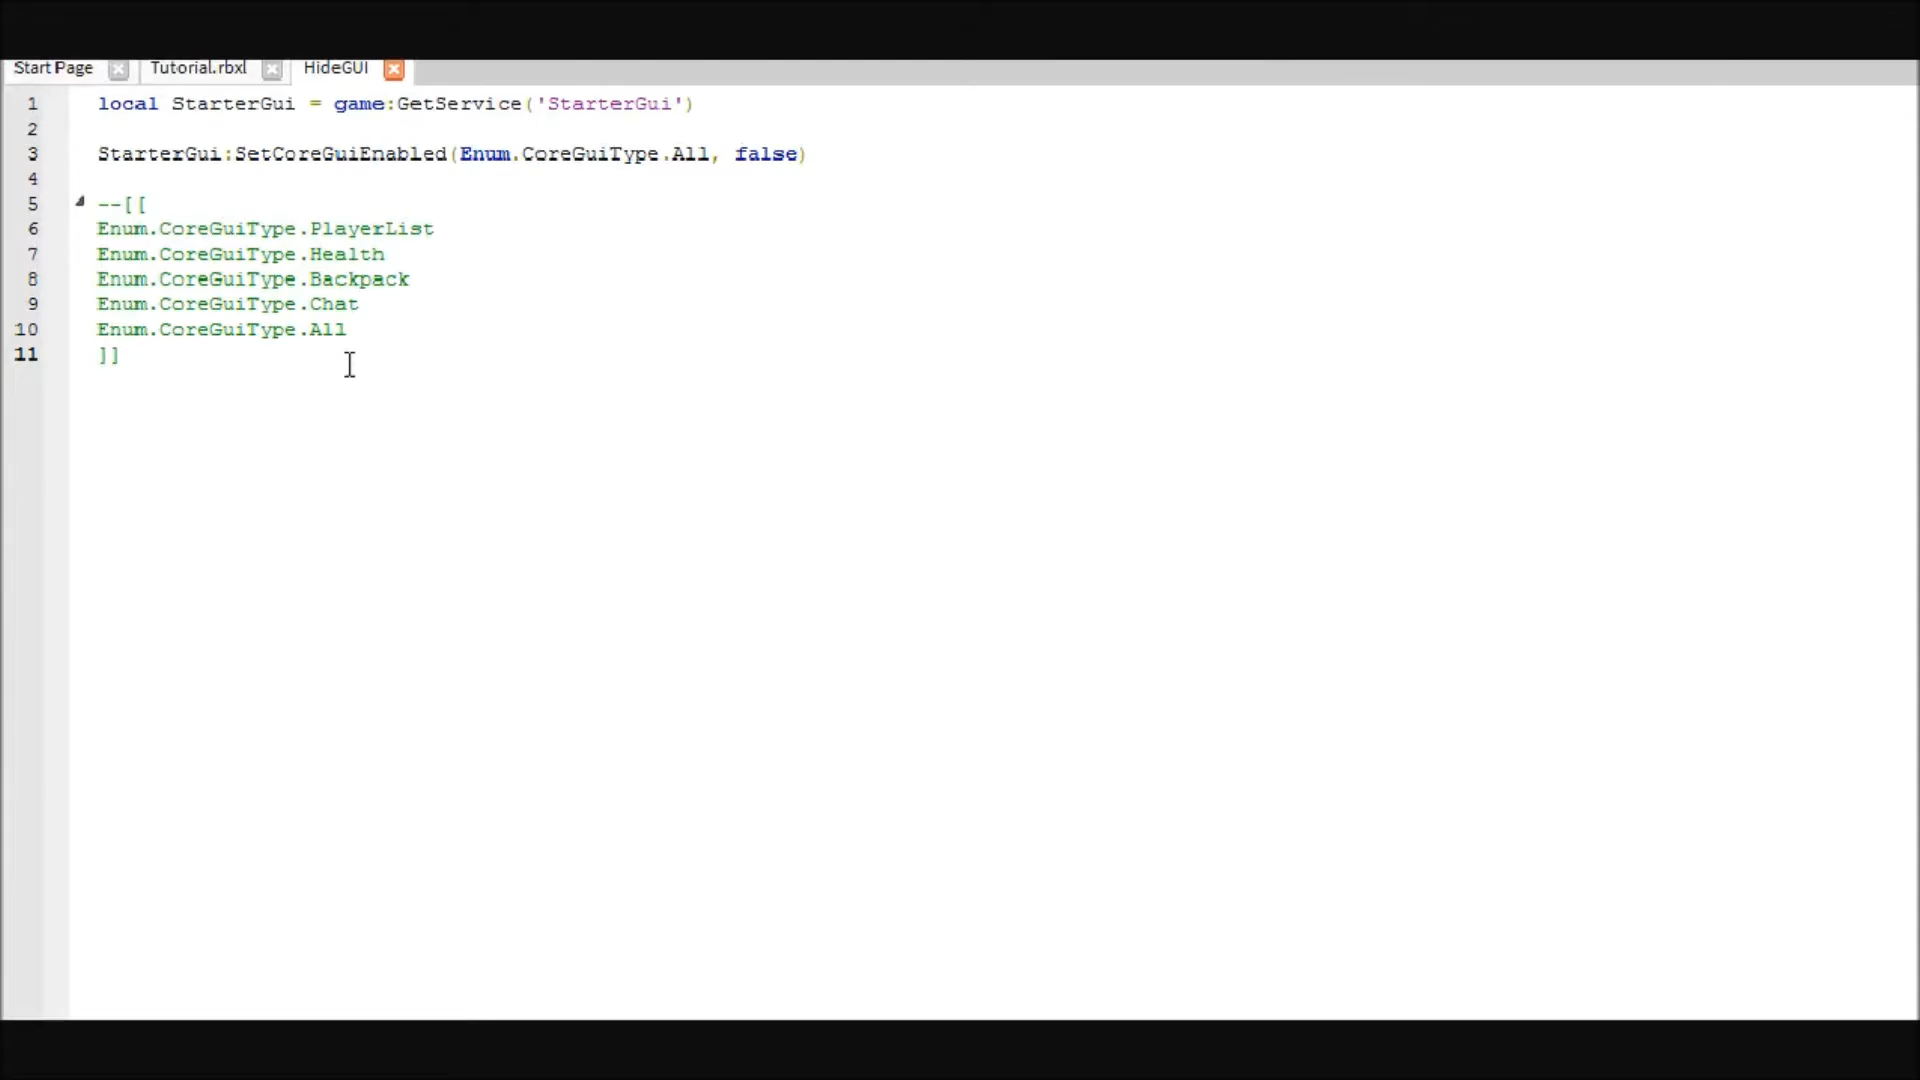 Start Page Tutorial.rbxl HideGUI
1 local StarterGui = game:GetService('StarterGui')
2
3 StarterGui:SetCoreGuiEnabled(Enum.CoreGuiType.All, false)
4
5 --[[
6 Enum.CoreGuiType.PlayerList
7 Enum.CoreGuiType.Health
8 Enum.CoreGuiType.Backpack
9 Enum.CoreGuiType.Chat
10 Enum.CoreGuiType.All
11 ]]